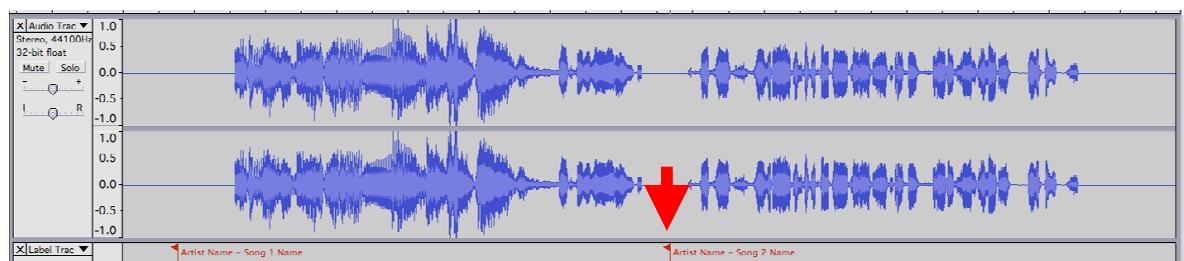 X Audio Trac ▼ 1.0
Stereo, 44100Hz
32-bit float 0.5
Mute Solo 0.0
- +
-0.5
L R
-1.0
1.0
0.5
0.0
-0.5
-1.0
X Label Trac ▼
Artist Name - Song 1 Name Artist Name - Song 2 Name